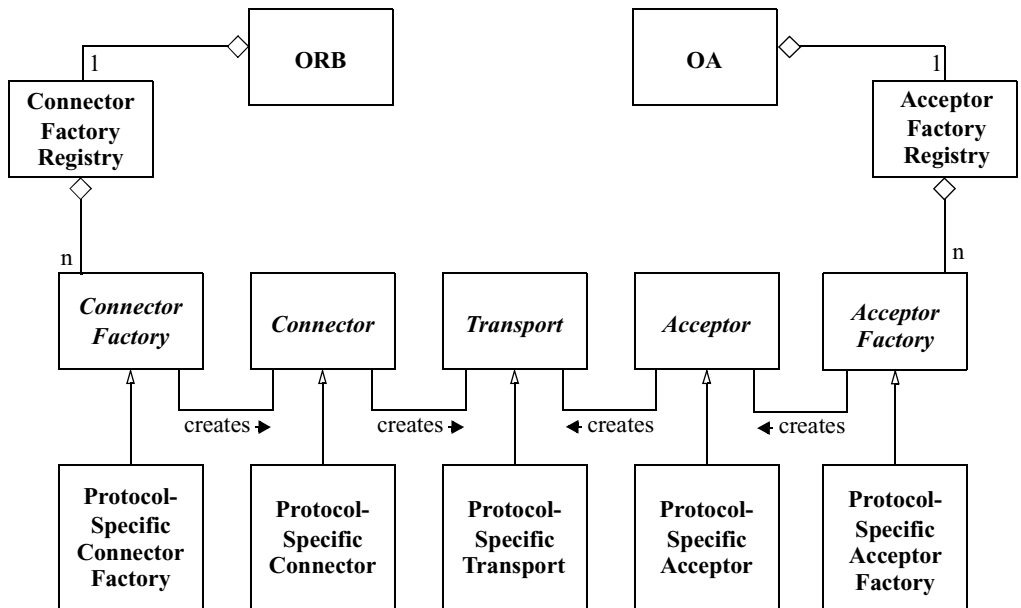 ORB
OA
1
1
Connector
Factory
Registry
Acceptor
Factory
Registry
n
n
Connector
Factory
Connector
Transport
Acceptor
Acceptor
Factory
creates
creates
creates
creates
Protocol-
Specific
Connector
Factory
Protocol-
Specific
Connector
Protocol-
Specific
Transport
Protocol-
Specific
Acceptor
Protocol-
Specific
Acceptor
Factory